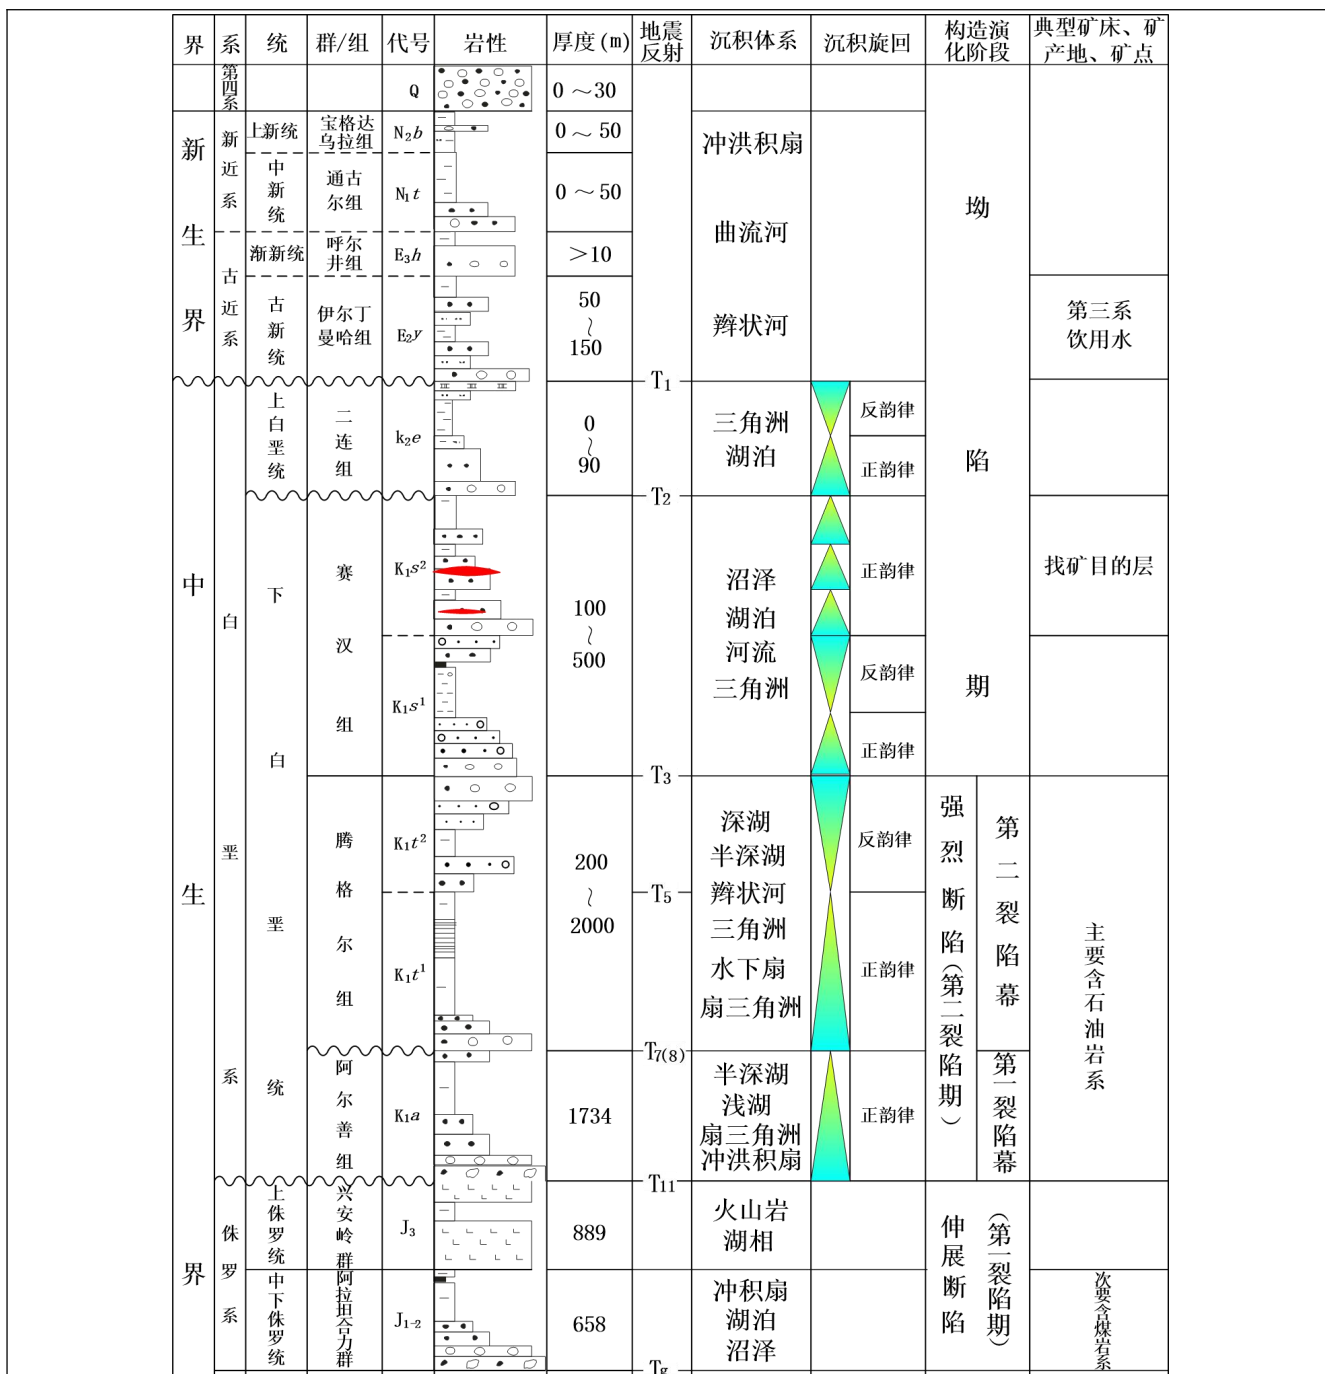 界 系 统 群/组 代号 岩性 厚度(m) 地震反射 沉积体系 沉积旋回 构造演化阶段 典型矿床、矿产地、矿点
第四系 Q 0～30
新生界
新近系
上新统 宝格达乌拉组 N₂b 0～50
冲洪积扇
中新统 通古尔组 N₁t 0～50
曲流河
古近系
渐新统 呼尔井组 E₃h >10
古新统 伊尔丁曼哈组 E₂y 50～150
辫状河
第三系饮用水
坳陷期
T₁
中生界
白垩系
上白垩统 二连组 k₂e 0～90
三角洲
湖泊
反韵律
正韵律
T₂
下白垩统
赛汉组
K₁s²
100～500
沼泽
湖泊
河流
三角洲
正韵律
找矿目的层
K₁s¹
反韵律
正韵律
T₃
腾格尔组
K₁t²
200～2000
深湖
半深湖
辫状河
三角洲
水下扇
扇三角洲
反韵律
T₅
K₁t¹
正韵律
强烈断陷(第二裂陷期)
第二裂陷幕
主要含石油岩系
T₇₍₈₎
阿尔善组 K₁a 1734
半深湖
浅湖
扇三角洲
冲洪积扇
正韵律
第一裂陷幕
T₁₁
侏罗系
上侏罗统 兴安岭群 J₃ 889
火山岩
湖相
伸展断陷
(第一裂陷期)
中下侏罗统 阿拉坦合力群 J₁₋₂ 658
冲积扇
湖泊
沼泽
次要含煤岩系
Tg